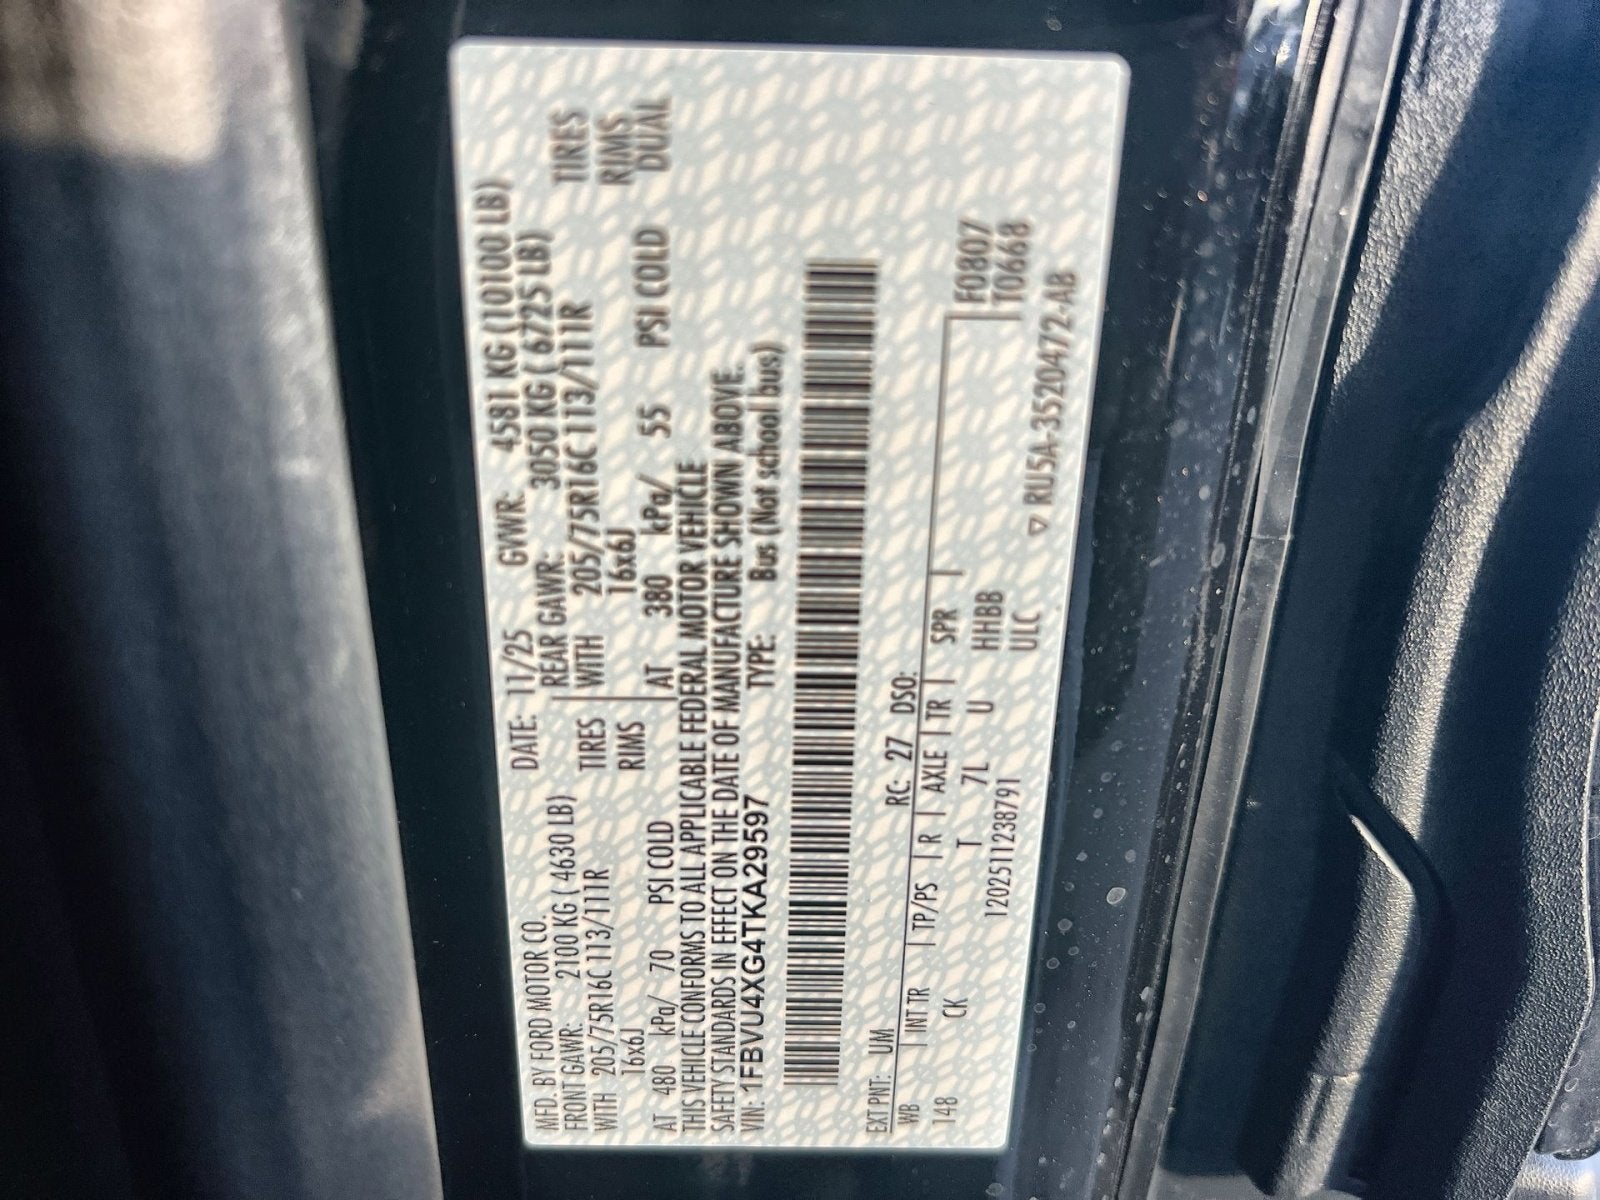 MFD. BY FORD MOTOR CO.
DATE: 11/25 GVWR: 4581 KG (10100 LB)
FRONT GAWR: 2100 KG ( 4630 LB) REAR GAWR: 3050 KG ( 6725 LB)
WITH 205/75R16C 113/111R TIRES WITH 205/75R16C 113/111R TIRES
16x6J RIMS 16x6J RIMS
AT 480 kPa/ 70 PSI COLD AT 380 kPa/ 55 PSI COLD DUAL
THIS VEHICLE CONFORMS TO ALL APPLICABLE FEDERAL MOTOR VEHICLE
SAFETY STANDARDS IN EFFECT ON THE DATE OF MANUFACTURE SHOWN ABOVE.
VIN: 1FBVU4XG4TKA29597 TYPE: Bus (Not school bus)
EXT PNT: UM RC: 27 DSO:
WB INT TR TP/PS R AXLE TR SPR F0807
148 CK T 7L U HHBB T0668
12025112387​91 ULC
▽ RU5A-3520472-AB